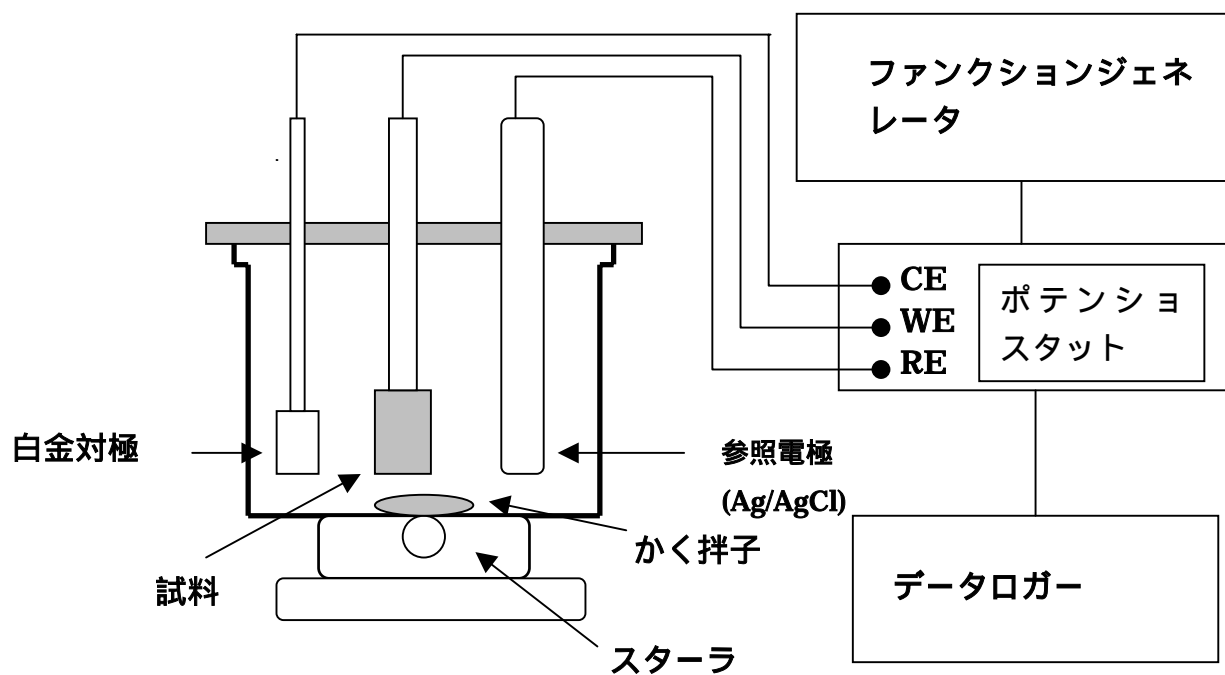 ファンクションジェネ
レータ
CE
WE
RE
ポテンショ
スタット
白金対極
参照電極
(Ag/AgCl)
かく拌子
試料
データロガー
スターラ